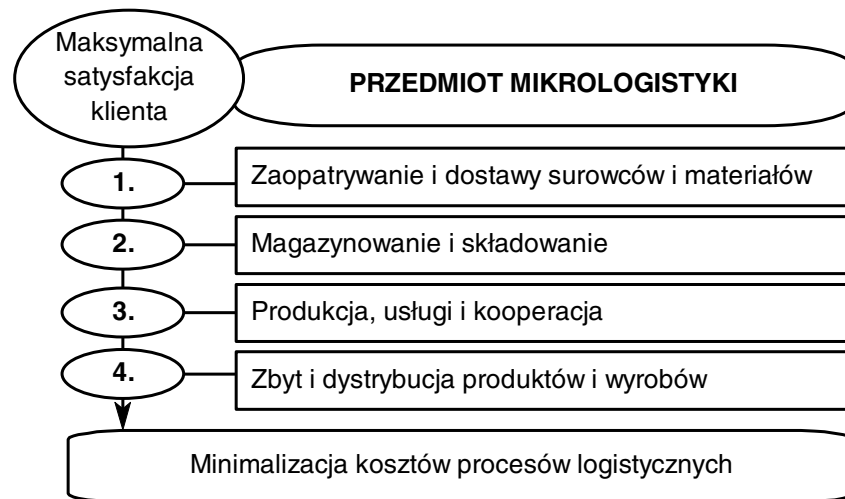 Maksymalna
satysfakcja
klienta
PRZEDMIOT MIKROLOGISTYKI
1.
Zaopatrywanie i dostawy surowców i materiałów
2.
Magazynowanie i składowanie
3.
Produkcja, usługi i kooperacja
4.
Zbyt i dystrybucja produktów i wyrobów
Minimalizacja kosztów procesów logistycznych